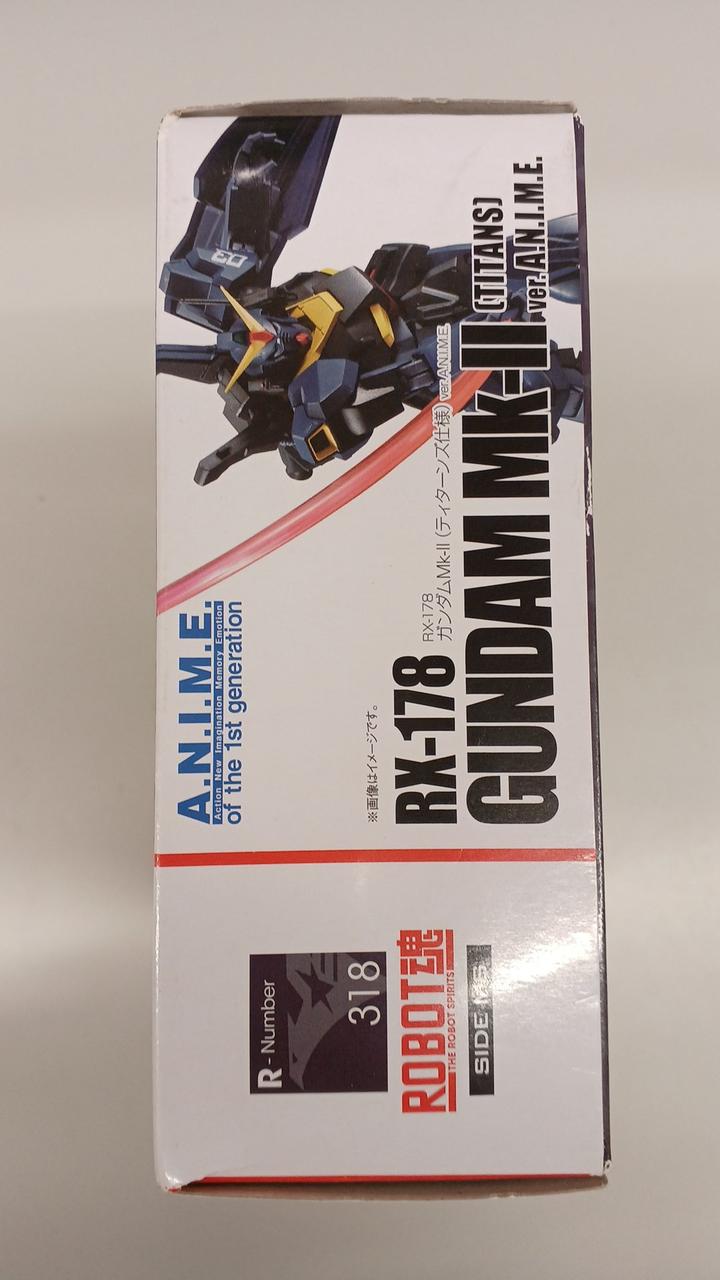 A.N.I.M.E.
Action New Imagination Memory Emotion
of the 1st generation
03
※画像はイメージです。
RX-178
ガンダムMk-II（ティターンズ仕様）ver. A.N.I.M.E.
RX-178
GUNDAM MK-II (TITANS)
ver. A.N.I.M.E.
R-Number
318
ROBOT魂
THE ROBOT SPIRITS
SIDE MS